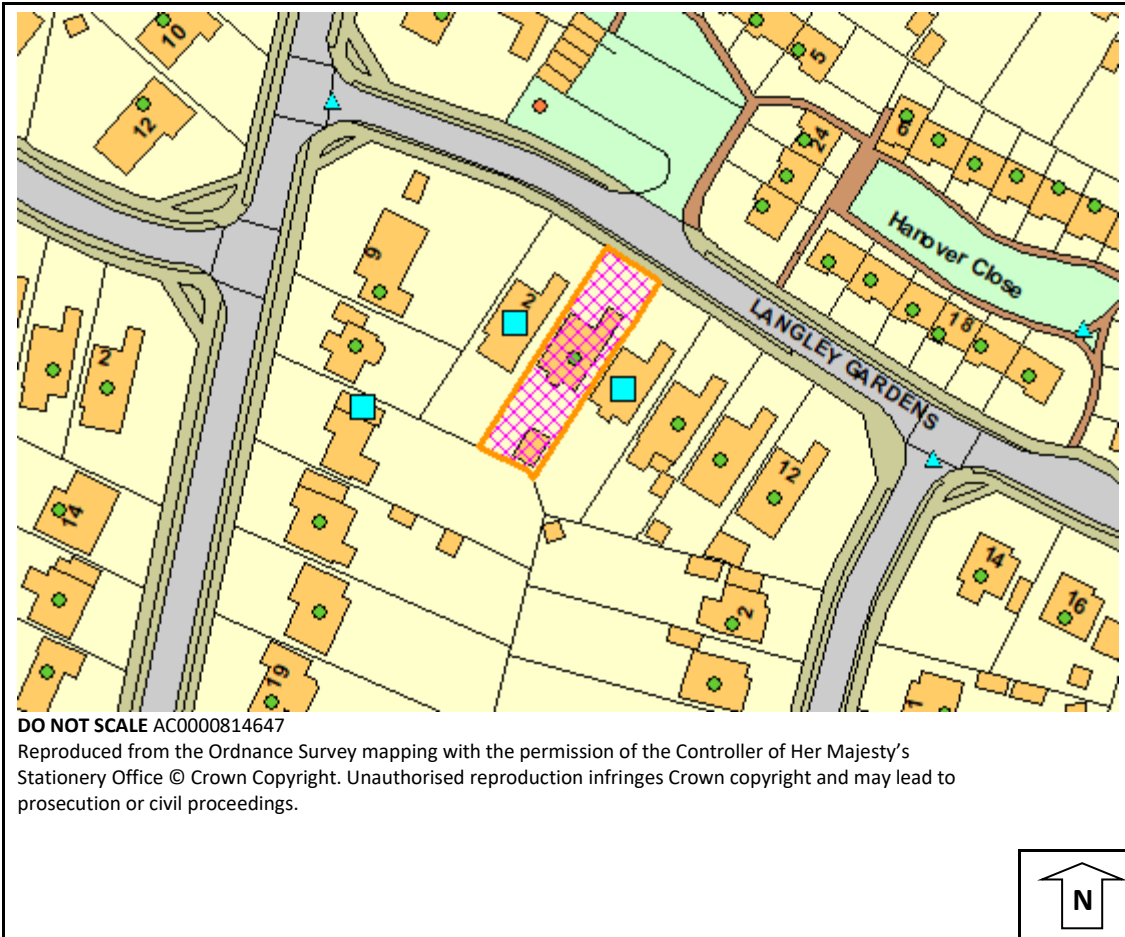 10
5
12
24
6
Hanover Close
9
2
18
LANGLEY GARDENS
2
12
14
14
2
16
19
1
DO NOT SCALE AC0000814647
Reproduced from the Ordnance Survey mapping with the permission of the Controller of Her Majesty's
Stationery Office © Crown Copyright. Unauthorised reproduction infringes Crown copyright and may lead to
prosecution or civil proceedings.
N